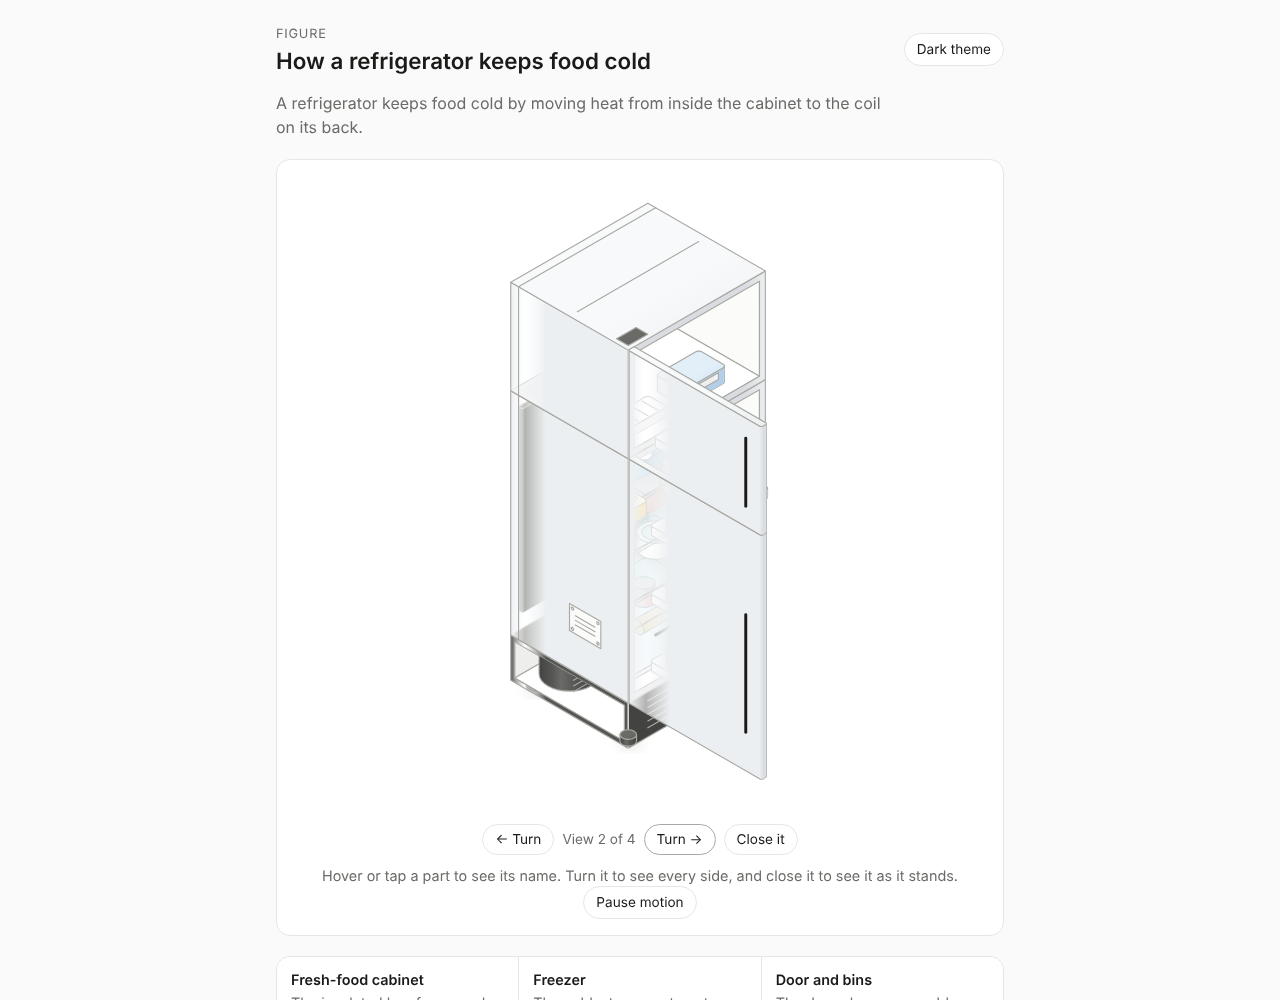 FIGURE
How a refrigerator keeps food cold
Dark theme
A refrigerator keeps food cold by moving heat from inside the cabinet to the coil
on its back.
← Turn
View 2 of 4
Turn →
Close it
Hover or tap a part to see its name. Turn it to see every side, and close it to see it as it stands.
Pause motion
Fresh-food cabinet
Freezer
Door and bins